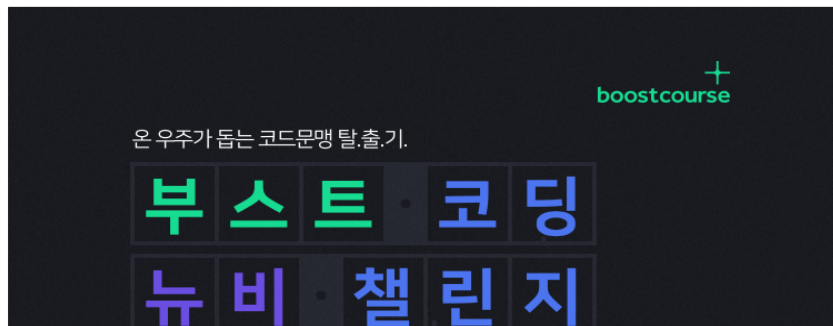 boostcourse
온 우주가 돕는 코드문맹 탈.출.기.
부스트·코딩
뉴비·챌린지